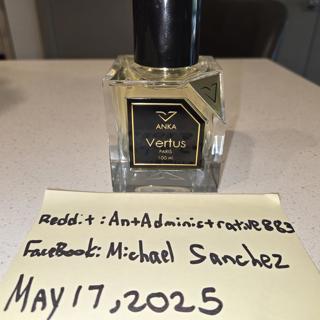 ANKA
Vertus
PARIS
100 ml
Reddit: AntAdministrative883
FaceBook: Michael Sanchez
MAY 17, 2025